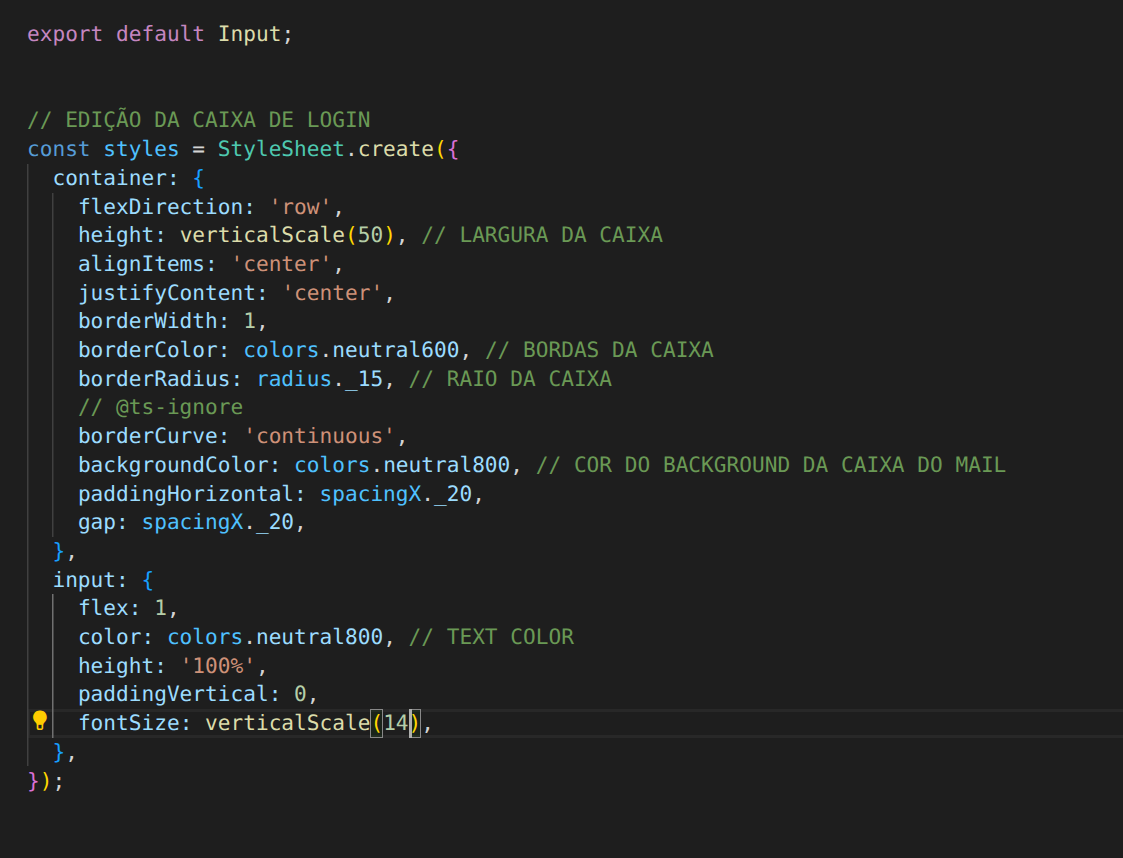 export default Input;
// EDIÇÃO DA CAIXA DE LOGIN
const styles = StyleSheet.create({
container: {
flexDirection: 'row',
height: verticalScale(50), // LARGURA DA CAIXA
alignItems: 'center',
justifyContent: 'center',
borderWidth: 1,
borderColor: colors.neutral600, // BORDAS DA CAIXA
borderRadius: radius._15, // RAIO DA CAIXA
// @ts-ignore
borderCurve: 'continuous',
backgroundColor: colors.neutral800, // COR DO BACKGROUND DA CAIXA DO MAIL
paddingHorizontal: spacingX._20,
gap: spacingX._20,
},
input: {
flex: 1,
color: colors.neutral800, // TEXT COLOR
height: '100%',
paddingVertical: 0,
fontSize: verticalScale(14),
},
});